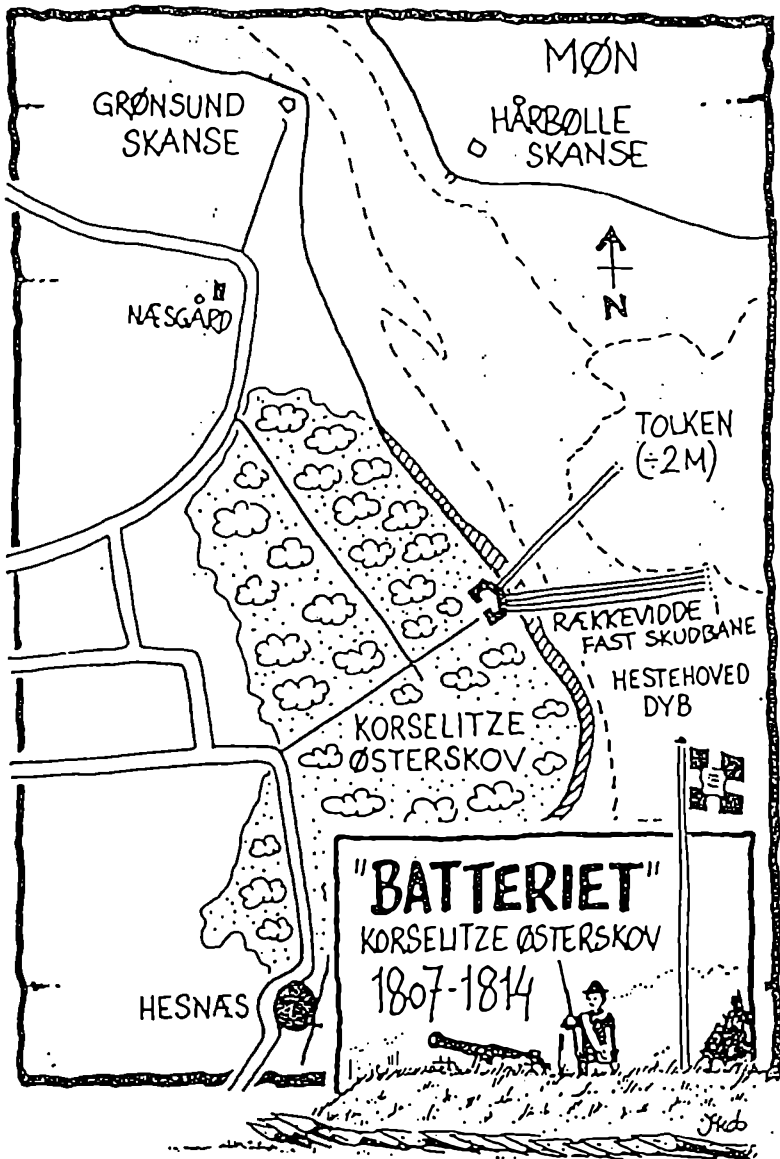 MØN
GRØNSUND
SKANSE
HÅRBØLLE
SKANSE
N
NÆSGÅRD
TOLKEN
(÷2M)
RÆKKEVIDDE
FAST SKUDBANE
HESTEHOVED
DYB
KORSELITZE
ØSTERSKOV
HESNÆS
"BATTERIET"
KORSELITZE ØSTERSKOV
1807-1814